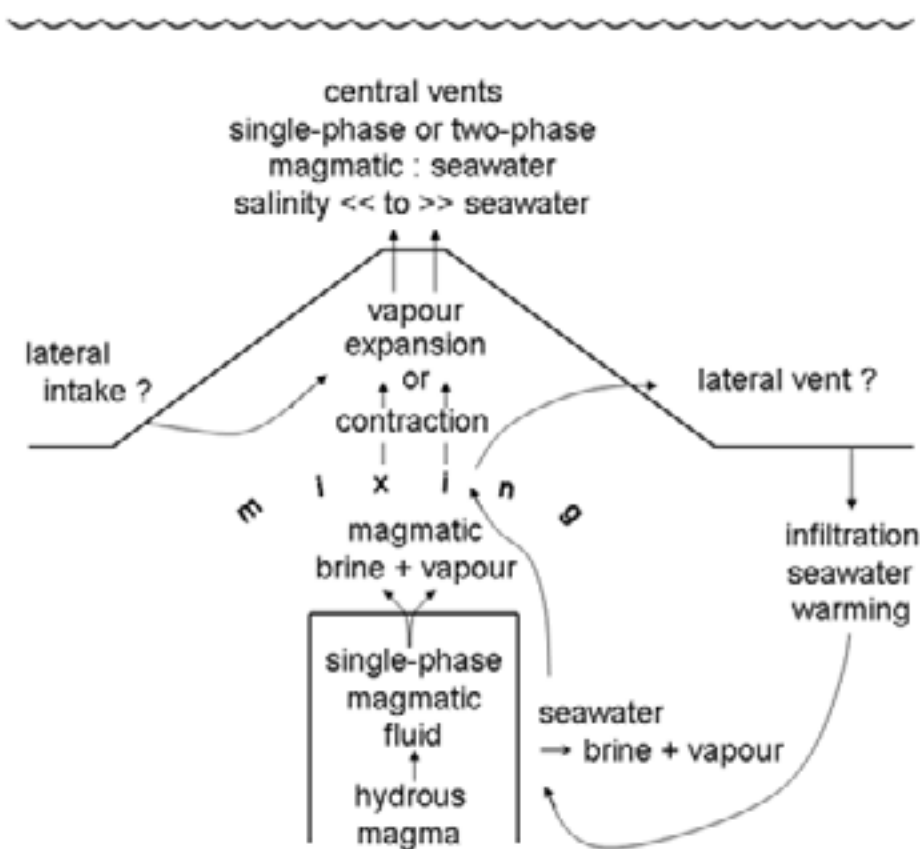 central vents
single-phase or two-phase
magmatic : seawater
salinity << to >> seawater
vapour
expansion
or
contraction
lateral
intake ?
lateral vent ?
mixing
magmatic
brine + vapour
infiltration
seawater
warming
single-phase
magmatic
fluid
hydrous
magma
seawater
→ brine + vapour